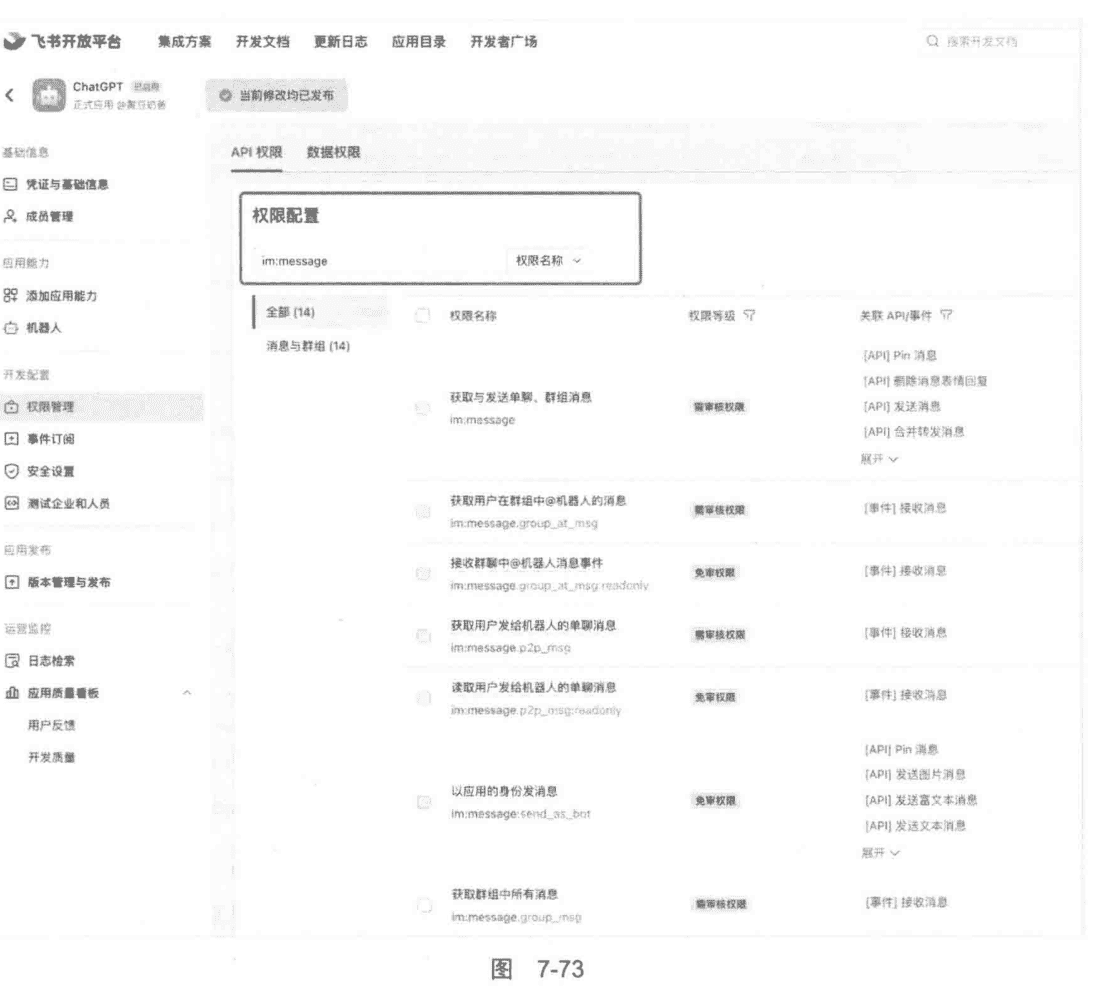 飞书开放平台 集成方案 开发文档 更新日志 应用目录 开发者广场 搜索开发文档
ChatGPT 已启用
正式应用
当前修改均已发布
基础信息
凭证与基础信息
成员管理
应用能力
添加应用能力
机器人
开发配置
权限管理
事件订阅
安全设置
测试企业和人员
应用发布
版本管理与发布
运营监控
日志检索
应用质量看板
用户反馈
开发质量
API 权限 数据权限
权限配置
im:message 权限名称
全部 (14)
消息与群组 (14)
权限名称 权限等级 关联 API/事件
获取与发送单聊、群组消息
im:message
需审核权限
[API] Pin 消息
[API] 删除消息表情回复
[API] 发送消息
[API] 合并转发消息
展开
获取用户在群组中@机器人的消息
im:message.group_at_msg
需审核权限
[事件] 接收消息
接收群聊中@机器人消息事件
im:message.group_at_msg:readonly
免审权限
[事件] 接收消息
获取用户发给机器人的单聊消息
im:message.p2p_msg
需审核权限
[事件] 接收消息
读取用户发给机器人的单聊消息
im:message.p2p_msg:readonly
免审权限
[事件] 接收消息
以应用的身份发消息
im:message:send_as_bot
免审权限
[API] Pin 消息
[API] 发送图片消息
[API] 发送富文本消息
[API] 发送文本消息
展开
获取群组中所有消息
im:message.group_msg
需审核权限
[事件] 接收消息
图 7-73